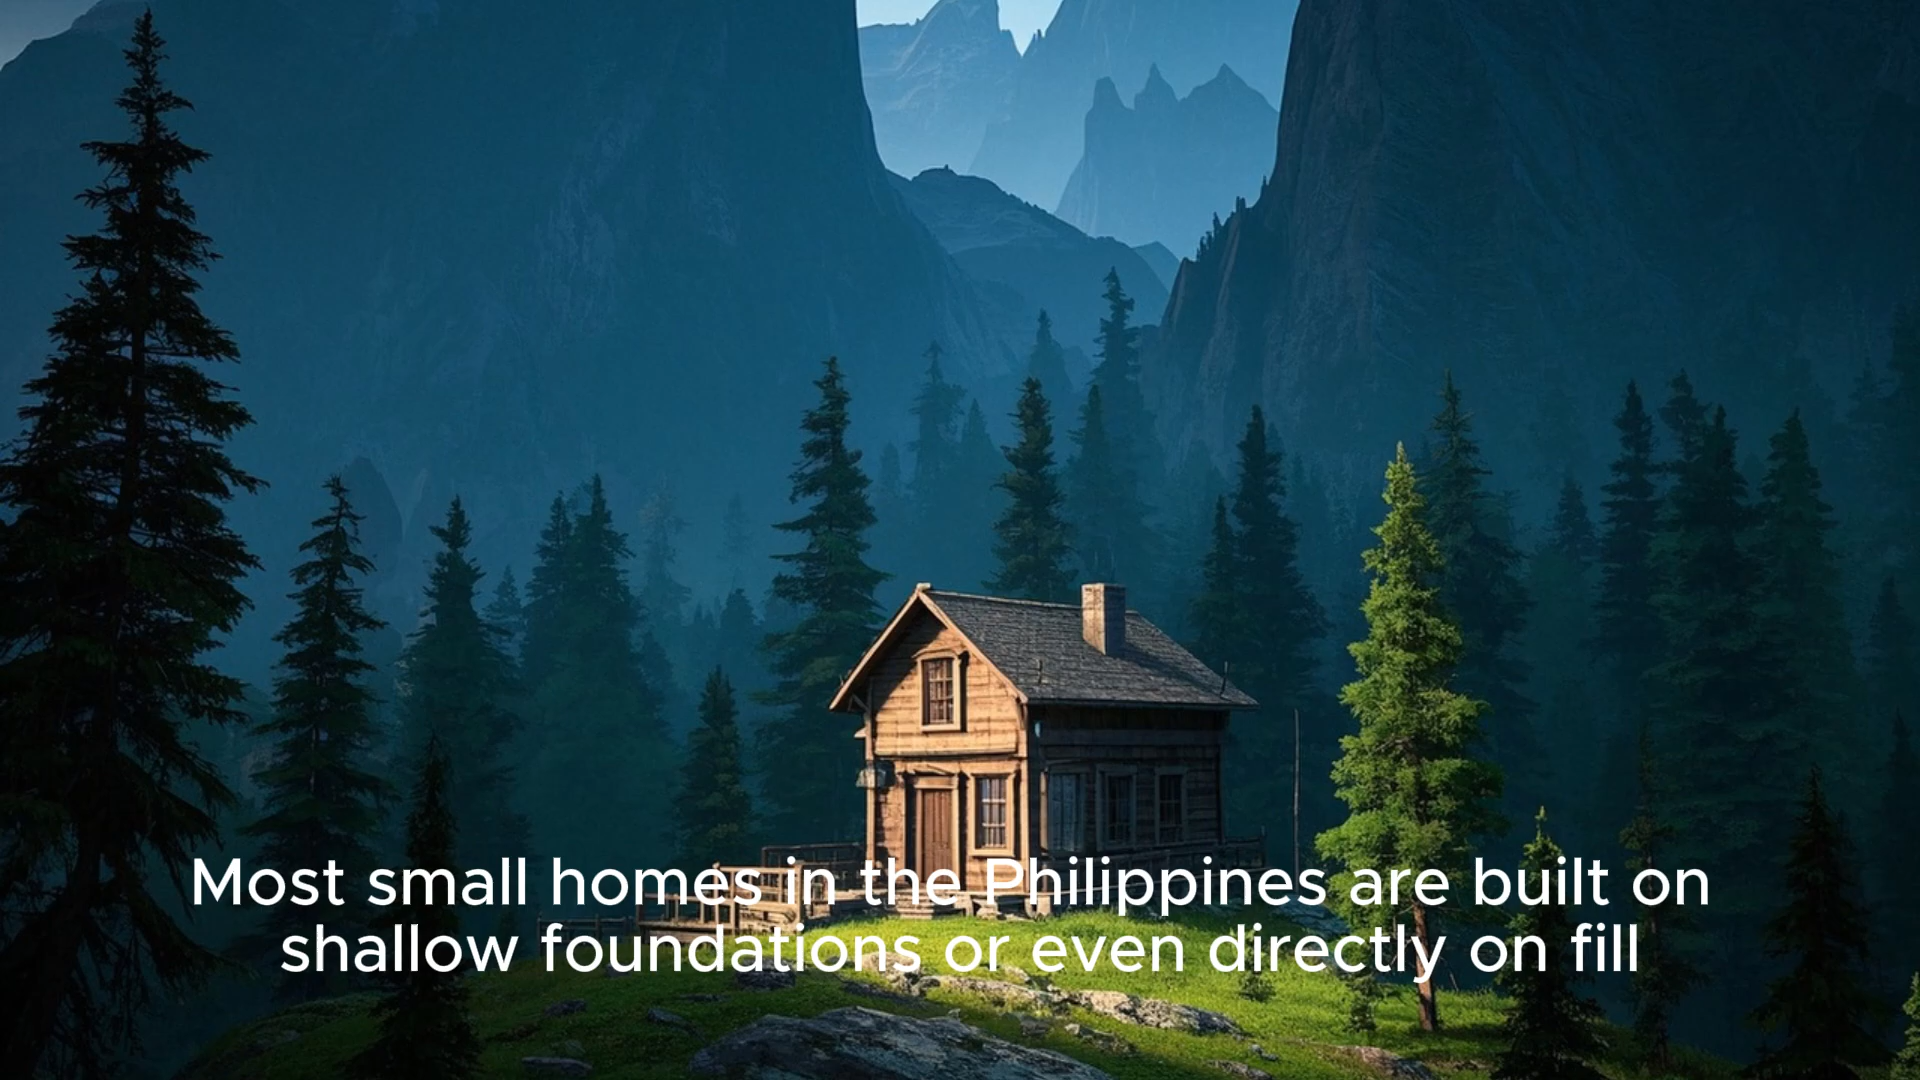 Most small homes in the Philippines are built on
shallow foundations or even directly on fill